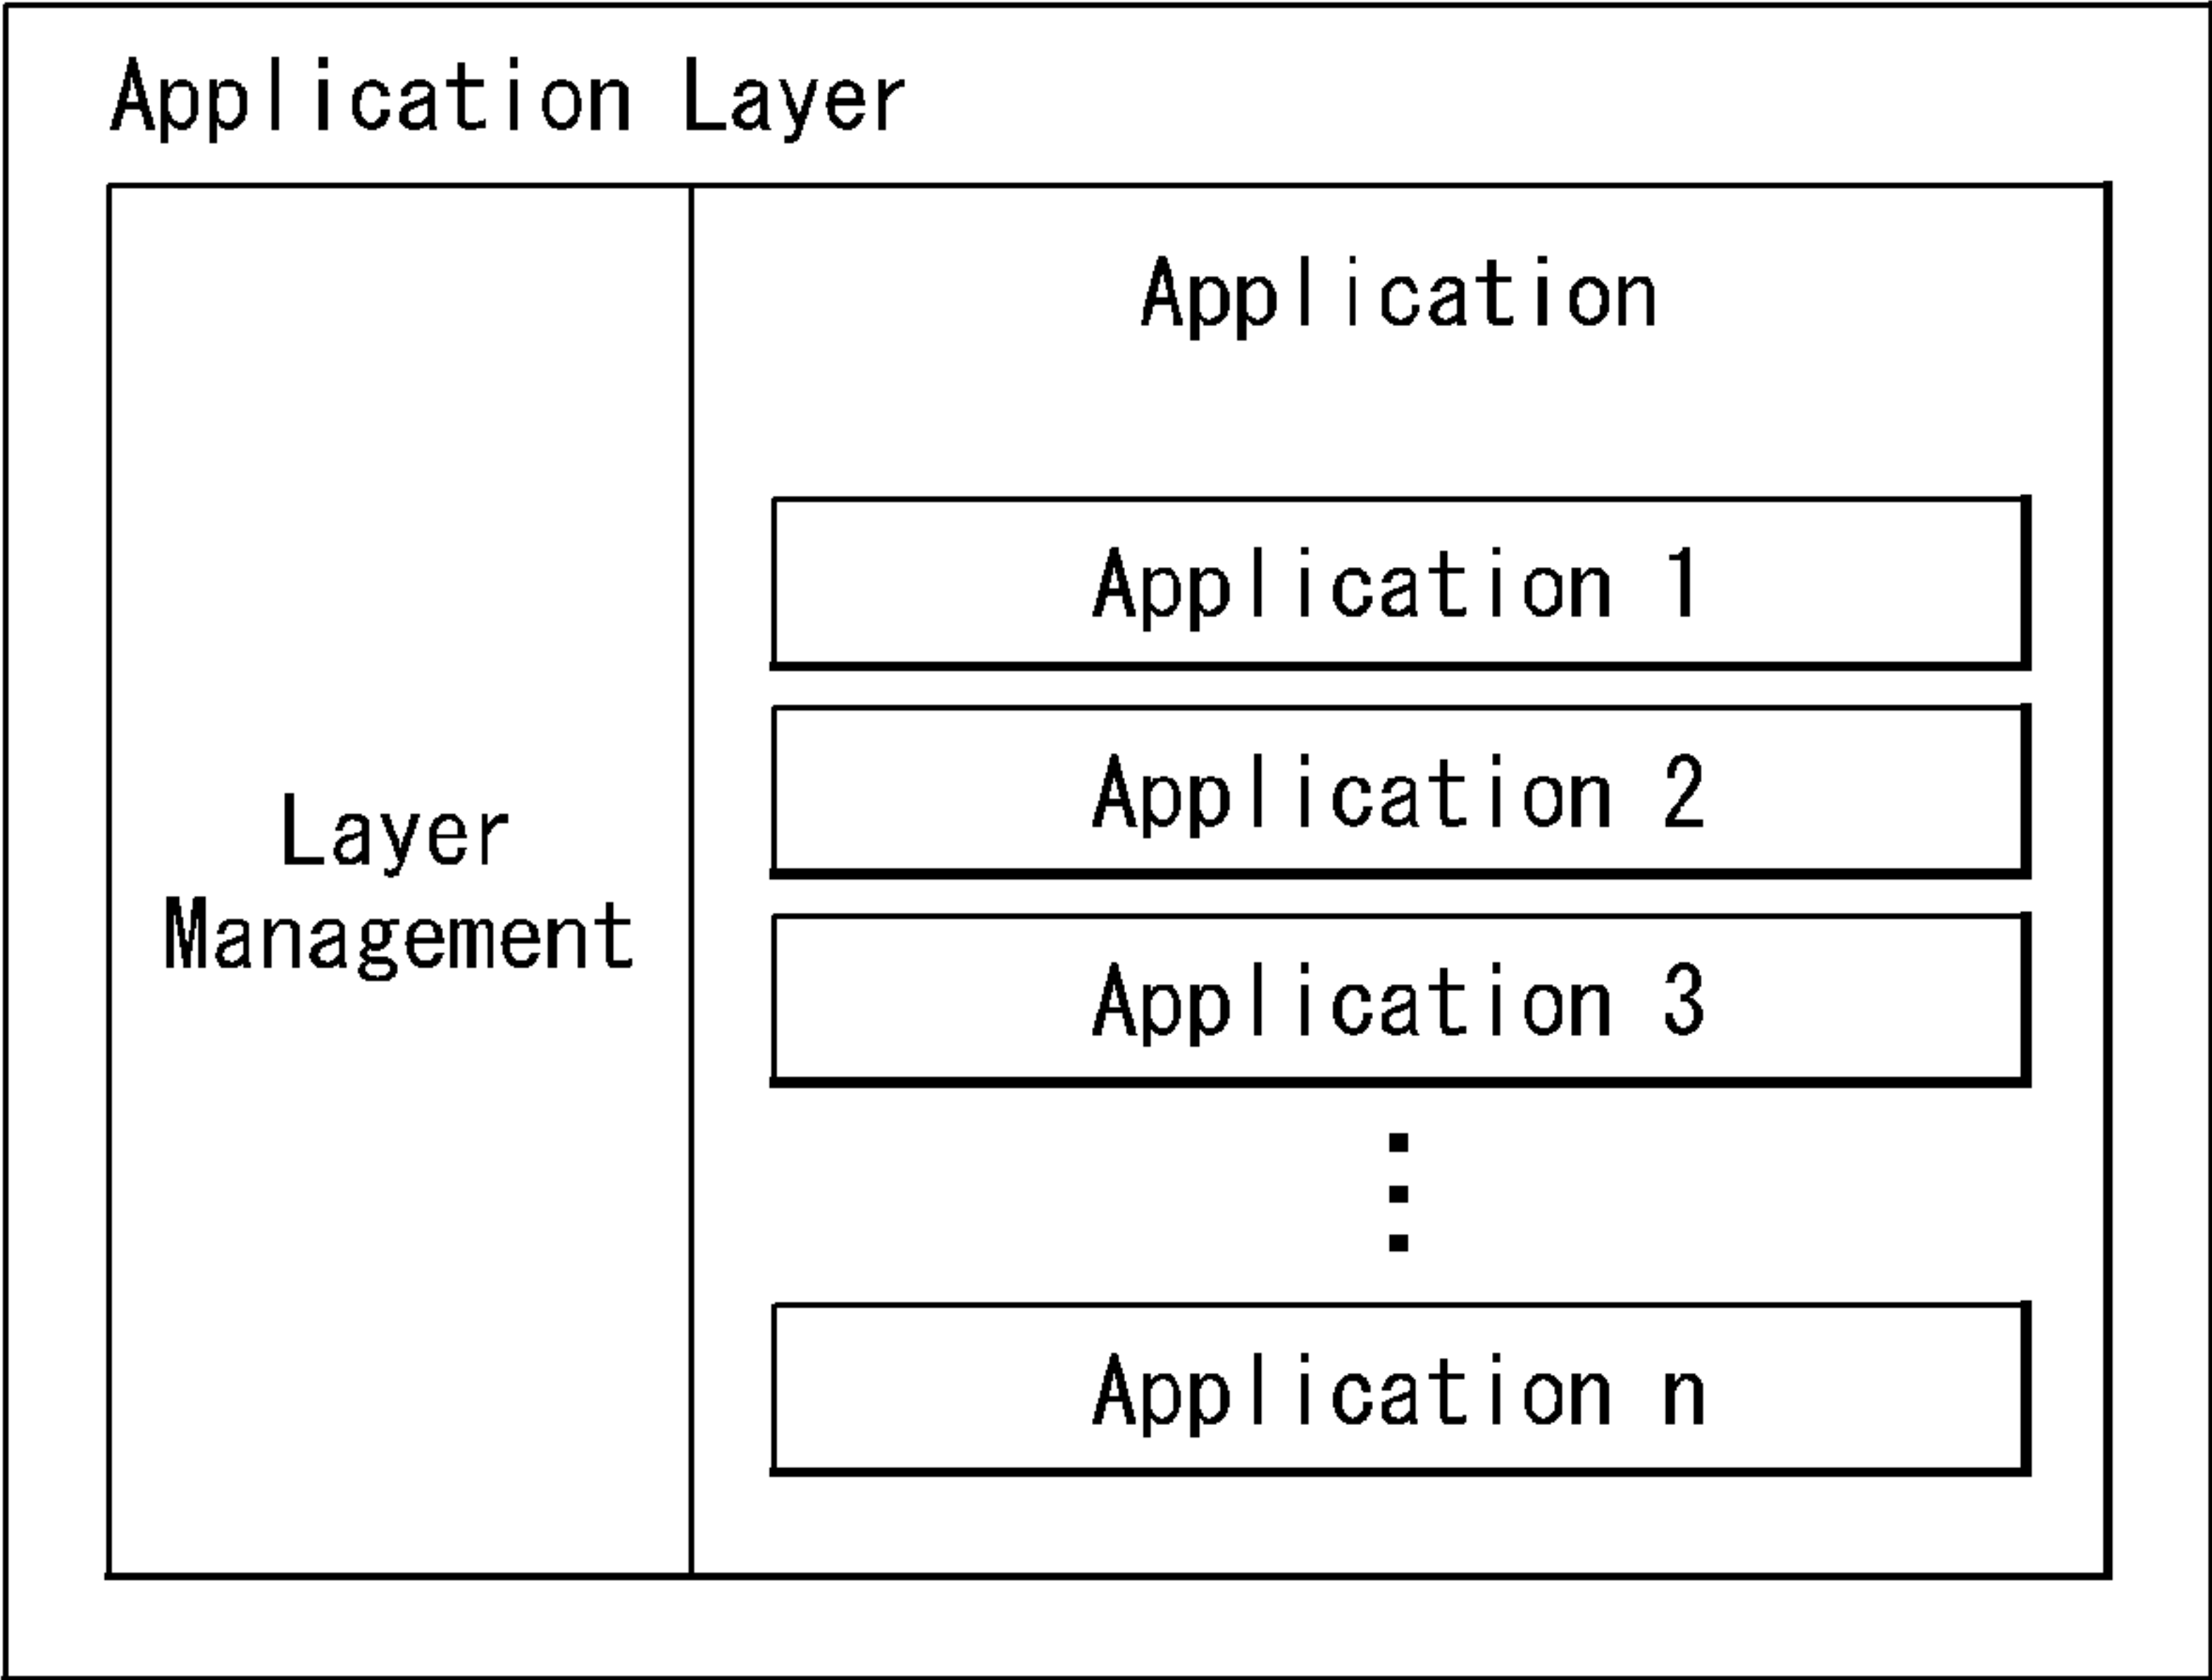 Application Layer
Layer
Management
Application
Application 1
Application 2
Application 3
Application n